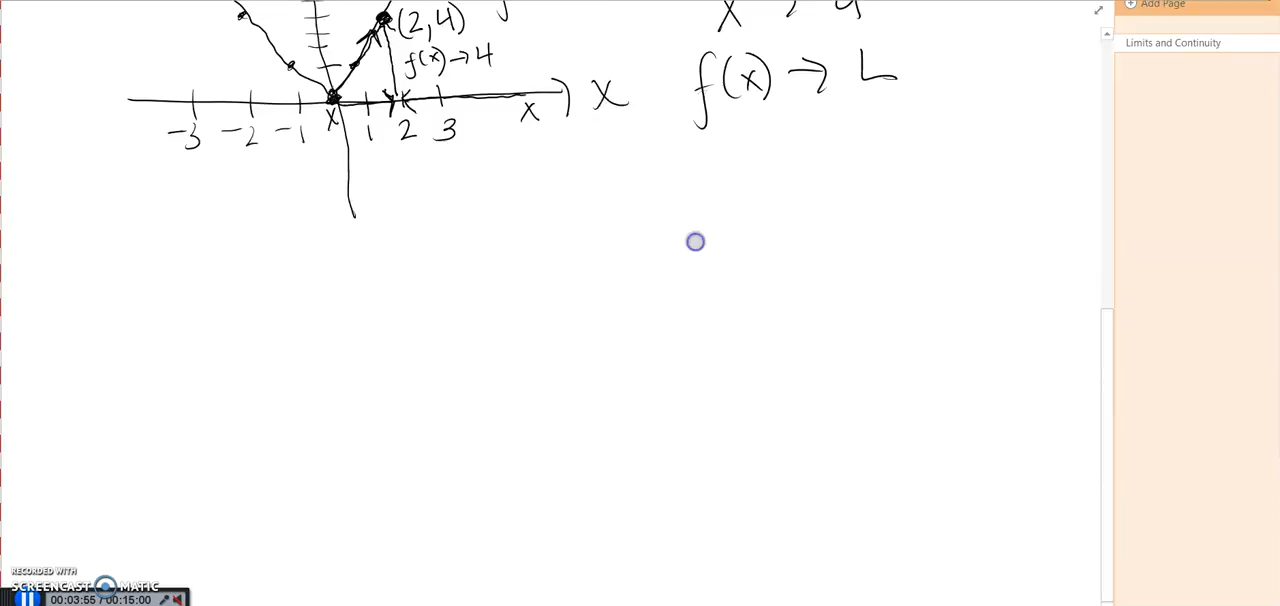 Add Page
Limits and Continuity
(2,4)
f(x)→4
f(x) → L
-3 -2 -1 X 1 2 3 x X
RECORDED WITH
SCREENCAST MATIC
00:03:55 / 00:15:00